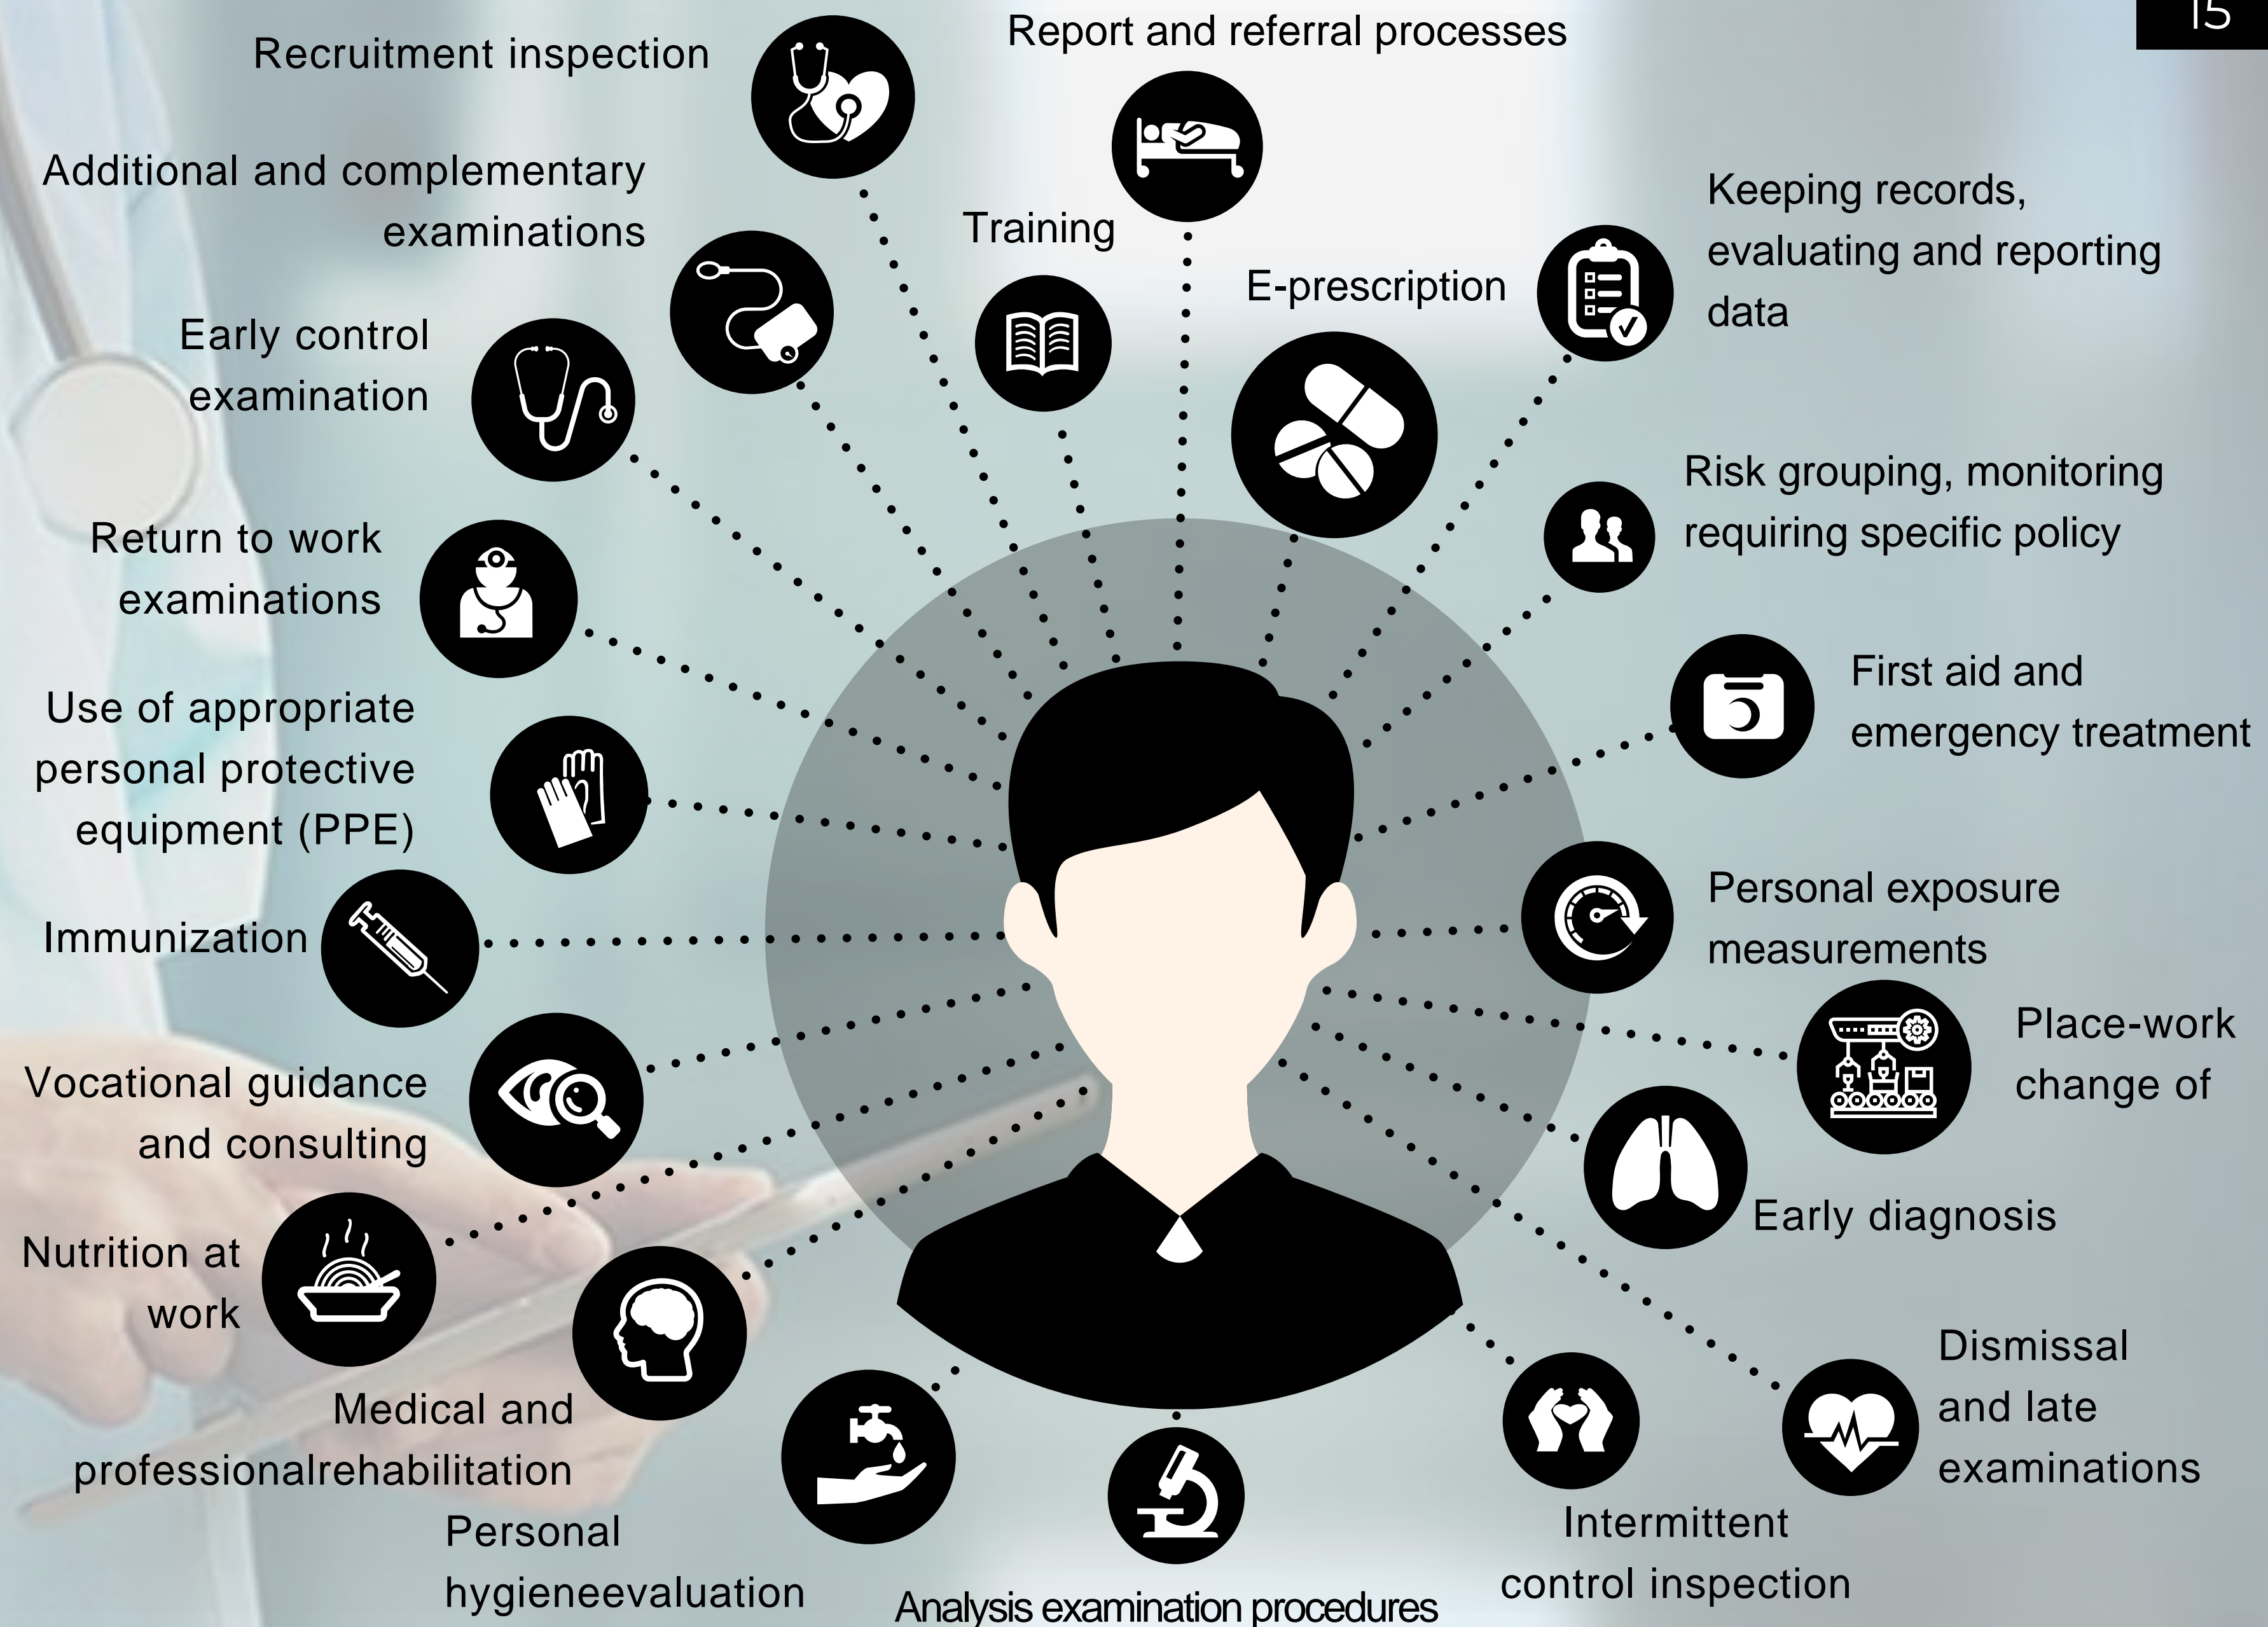 15
Report and referral processes
Recruitment inspection
Additional and complementary
examinations
Training
E-prescription
Keeping records,
evaluating and reporting
data
Early control
examination
Risk grouping, monitoring
requiring specific policy
Return to work
examinations
First aid and
emergency treatment
Use of appropriate
personal protective
equipment (PPE)
Personal exposure
measurements
Immunization
Place-work
change of
Vocational guidance
and consulting
Early diagnosis
Nutrition at
work
Dismissal
and late
examinations
Medical and
professionalrehabilitation
Intermittent
control inspection
Personal
hygieneevaluation
Analysis examination procedures